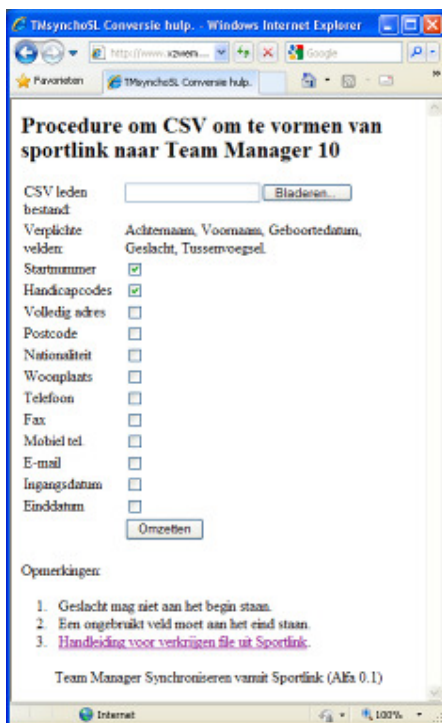 TMsynchoSL Conversie hulp. - Windows Internet Explorer
http://www.xzwem....
Google
Favorieten
TMsynchoSL Conversie hulp.
Procedure om CSV om te vormen van
sportlink naar Team Manager 10
CSV leden
bestand:
Bladeren...
Verplichte
velden:
Achternaam, Voornaam, Geboortedatum,
Geslacht, Tussenvoegsel.
Startnummer
Handicapcodes
Volledig adres
Postcode
Nationaliteit
Woonplaats
Telefoon
Fax
Mobiel tel.
E-mail
Ingangsdatum
Einddatum
Omzetten
Opmerkingen:
1. Geslacht mag niet aan het begin staan.
2. Een ongebruikt veld moet aan het eind staan.
3. Handleiding voor verkrijgen file uit Sportlink.
Team Manager Synchroniseren vanuit Sportlink (Alfa 0.1)
Internet
100%